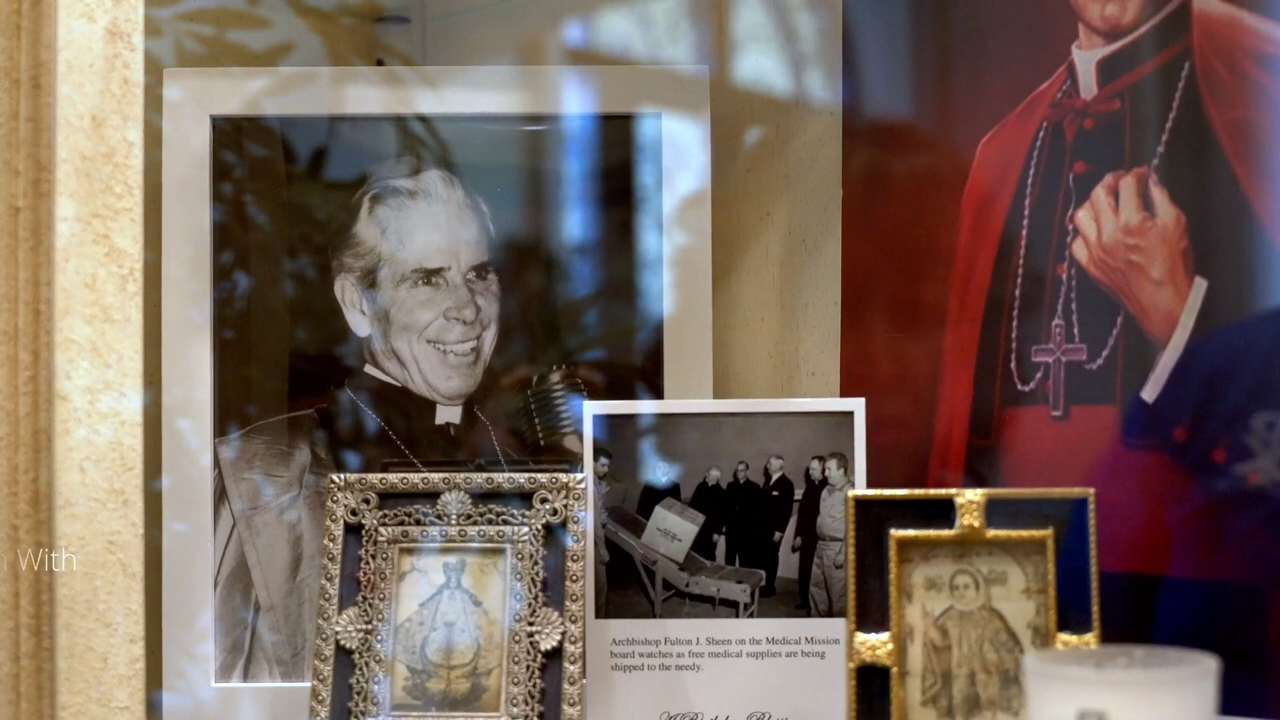 With
Archbishop Fulton J. Sheen on the Medical Mission
board watches as free medical supplies are being
shipped to the needy.